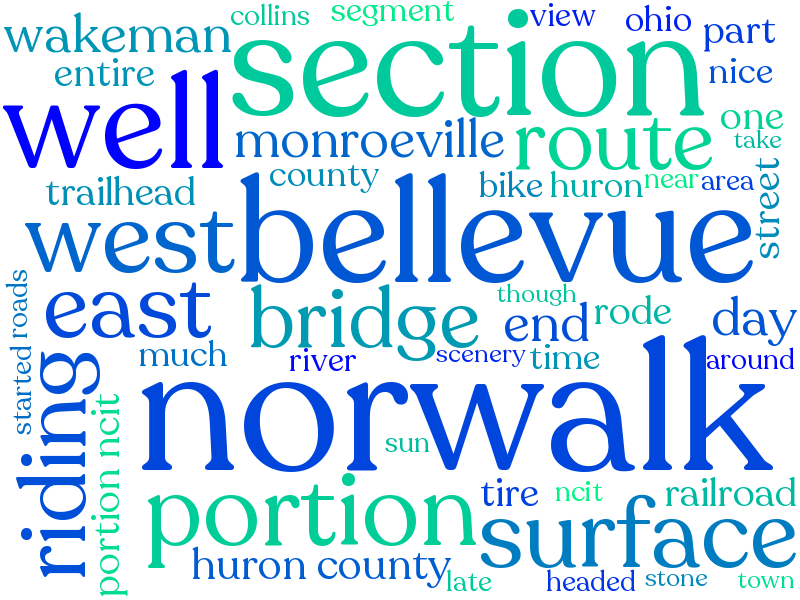 collins
segment
view
ohio
part
wakeman
section
entire
nice
well
monroeville
route
one
take
county
bike
huron
near
area
trailhead
street
west
bellevue
east
bridge
though
rode
day
end
roads
much
river
scenery
time
around
started
norwalk
riding
portion ncit
sun
portion
tire
ncit
railroad
surface
huron county
late
headed
stone
town